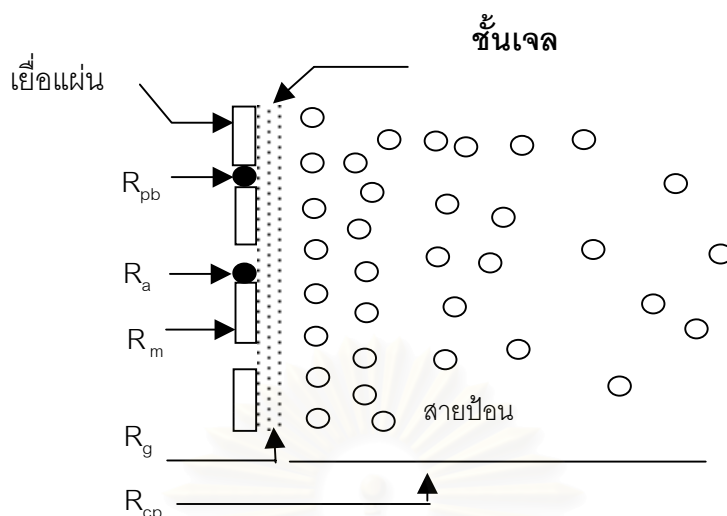 ชั้นเจล
เยื่อแผ่น
R_pb
R_a
R_m
สายป้อน
R_g
R_cp